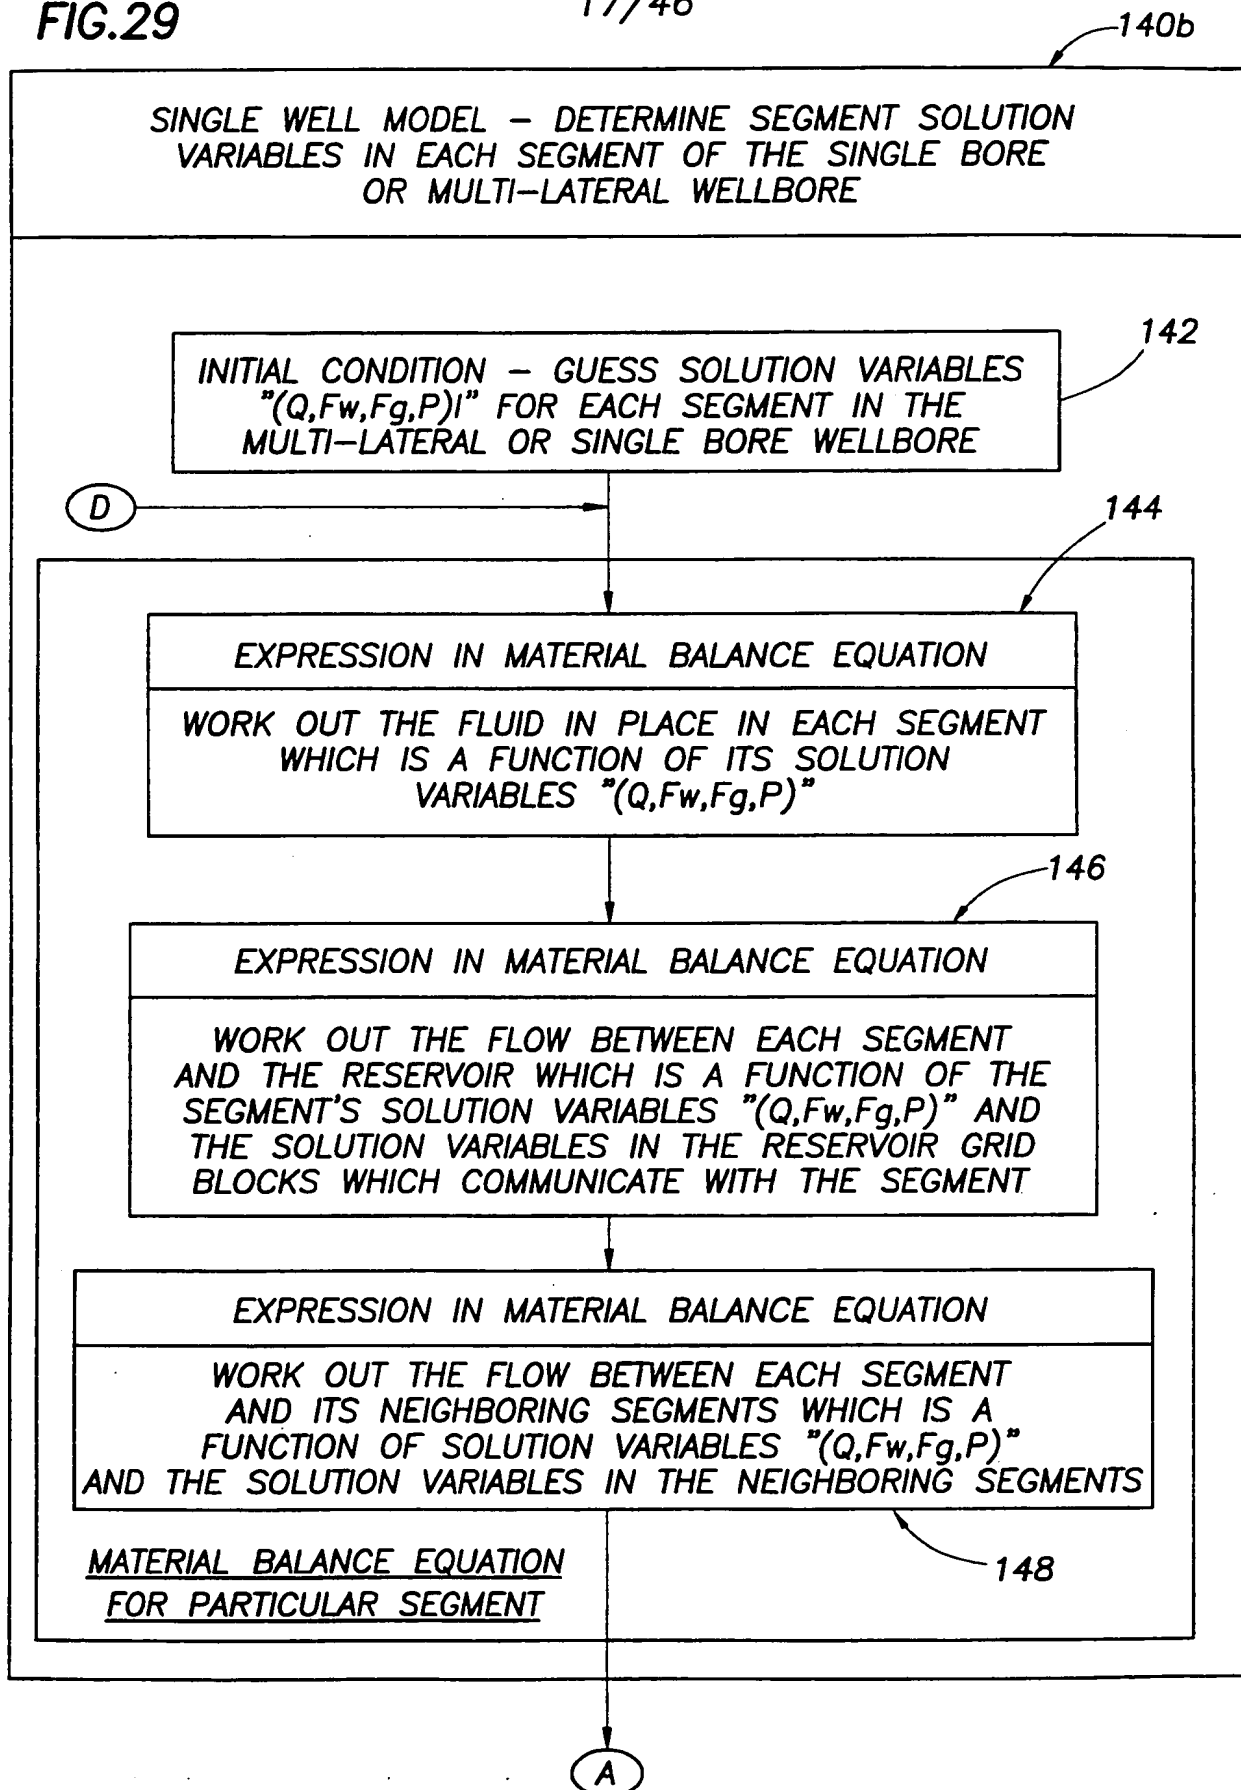 FIG.29
17/46
140b
SINGLE WELL MODEL – DETERMINE SEGMENT SOLUTION
VARIABLES IN EACH SEGMENT OF THE SINGLE BORE
OR MULTI–LATERAL WELLBORE
142
INITIAL CONDITION – GUESS SOLUTION VARIABLES
"(Q,Fw,Fg,P)I" FOR EACH SEGMENT IN THE
MULTI–LATERAL OR SINGLE BORE WELLBORE
D
144
EXPRESSION IN MATERIAL BALANCE EQUATION
WORK OUT THE FLUID IN PLACE IN EACH SEGMENT
WHICH IS A FUNCTION OF ITS SOLUTION
VARIABLES "(Q,Fw,Fg,P)"
146
EXPRESSION IN MATERIAL BALANCE EQUATION
WORK OUT THE FLOW BETWEEN EACH SEGMENT
AND THE RESERVOIR WHICH IS A FUNCTION OF THE
SEGMENT'S SOLUTION VARIABLES "(Q,Fw,Fg,P)" AND
THE SOLUTION VARIABLES IN THE RESERVOIR GRID
BLOCKS WHICH COMMUNICATE WITH THE SEGMENT
EXPRESSION IN MATERIAL BALANCE EQUATION
WORK OUT THE FLOW BETWEEN EACH SEGMENT
AND ITS NEIGHBORING SEGMENTS WHICH IS A
FUNCTION OF SOLUTION VARIABLES "(Q,Fw,Fg,P)"
AND THE SOLUTION VARIABLES IN THE NEIGHBORING SEGMENTS
148
MATERIAL BALANCE EQUATION
FOR PARTICULAR SEGMENT
A